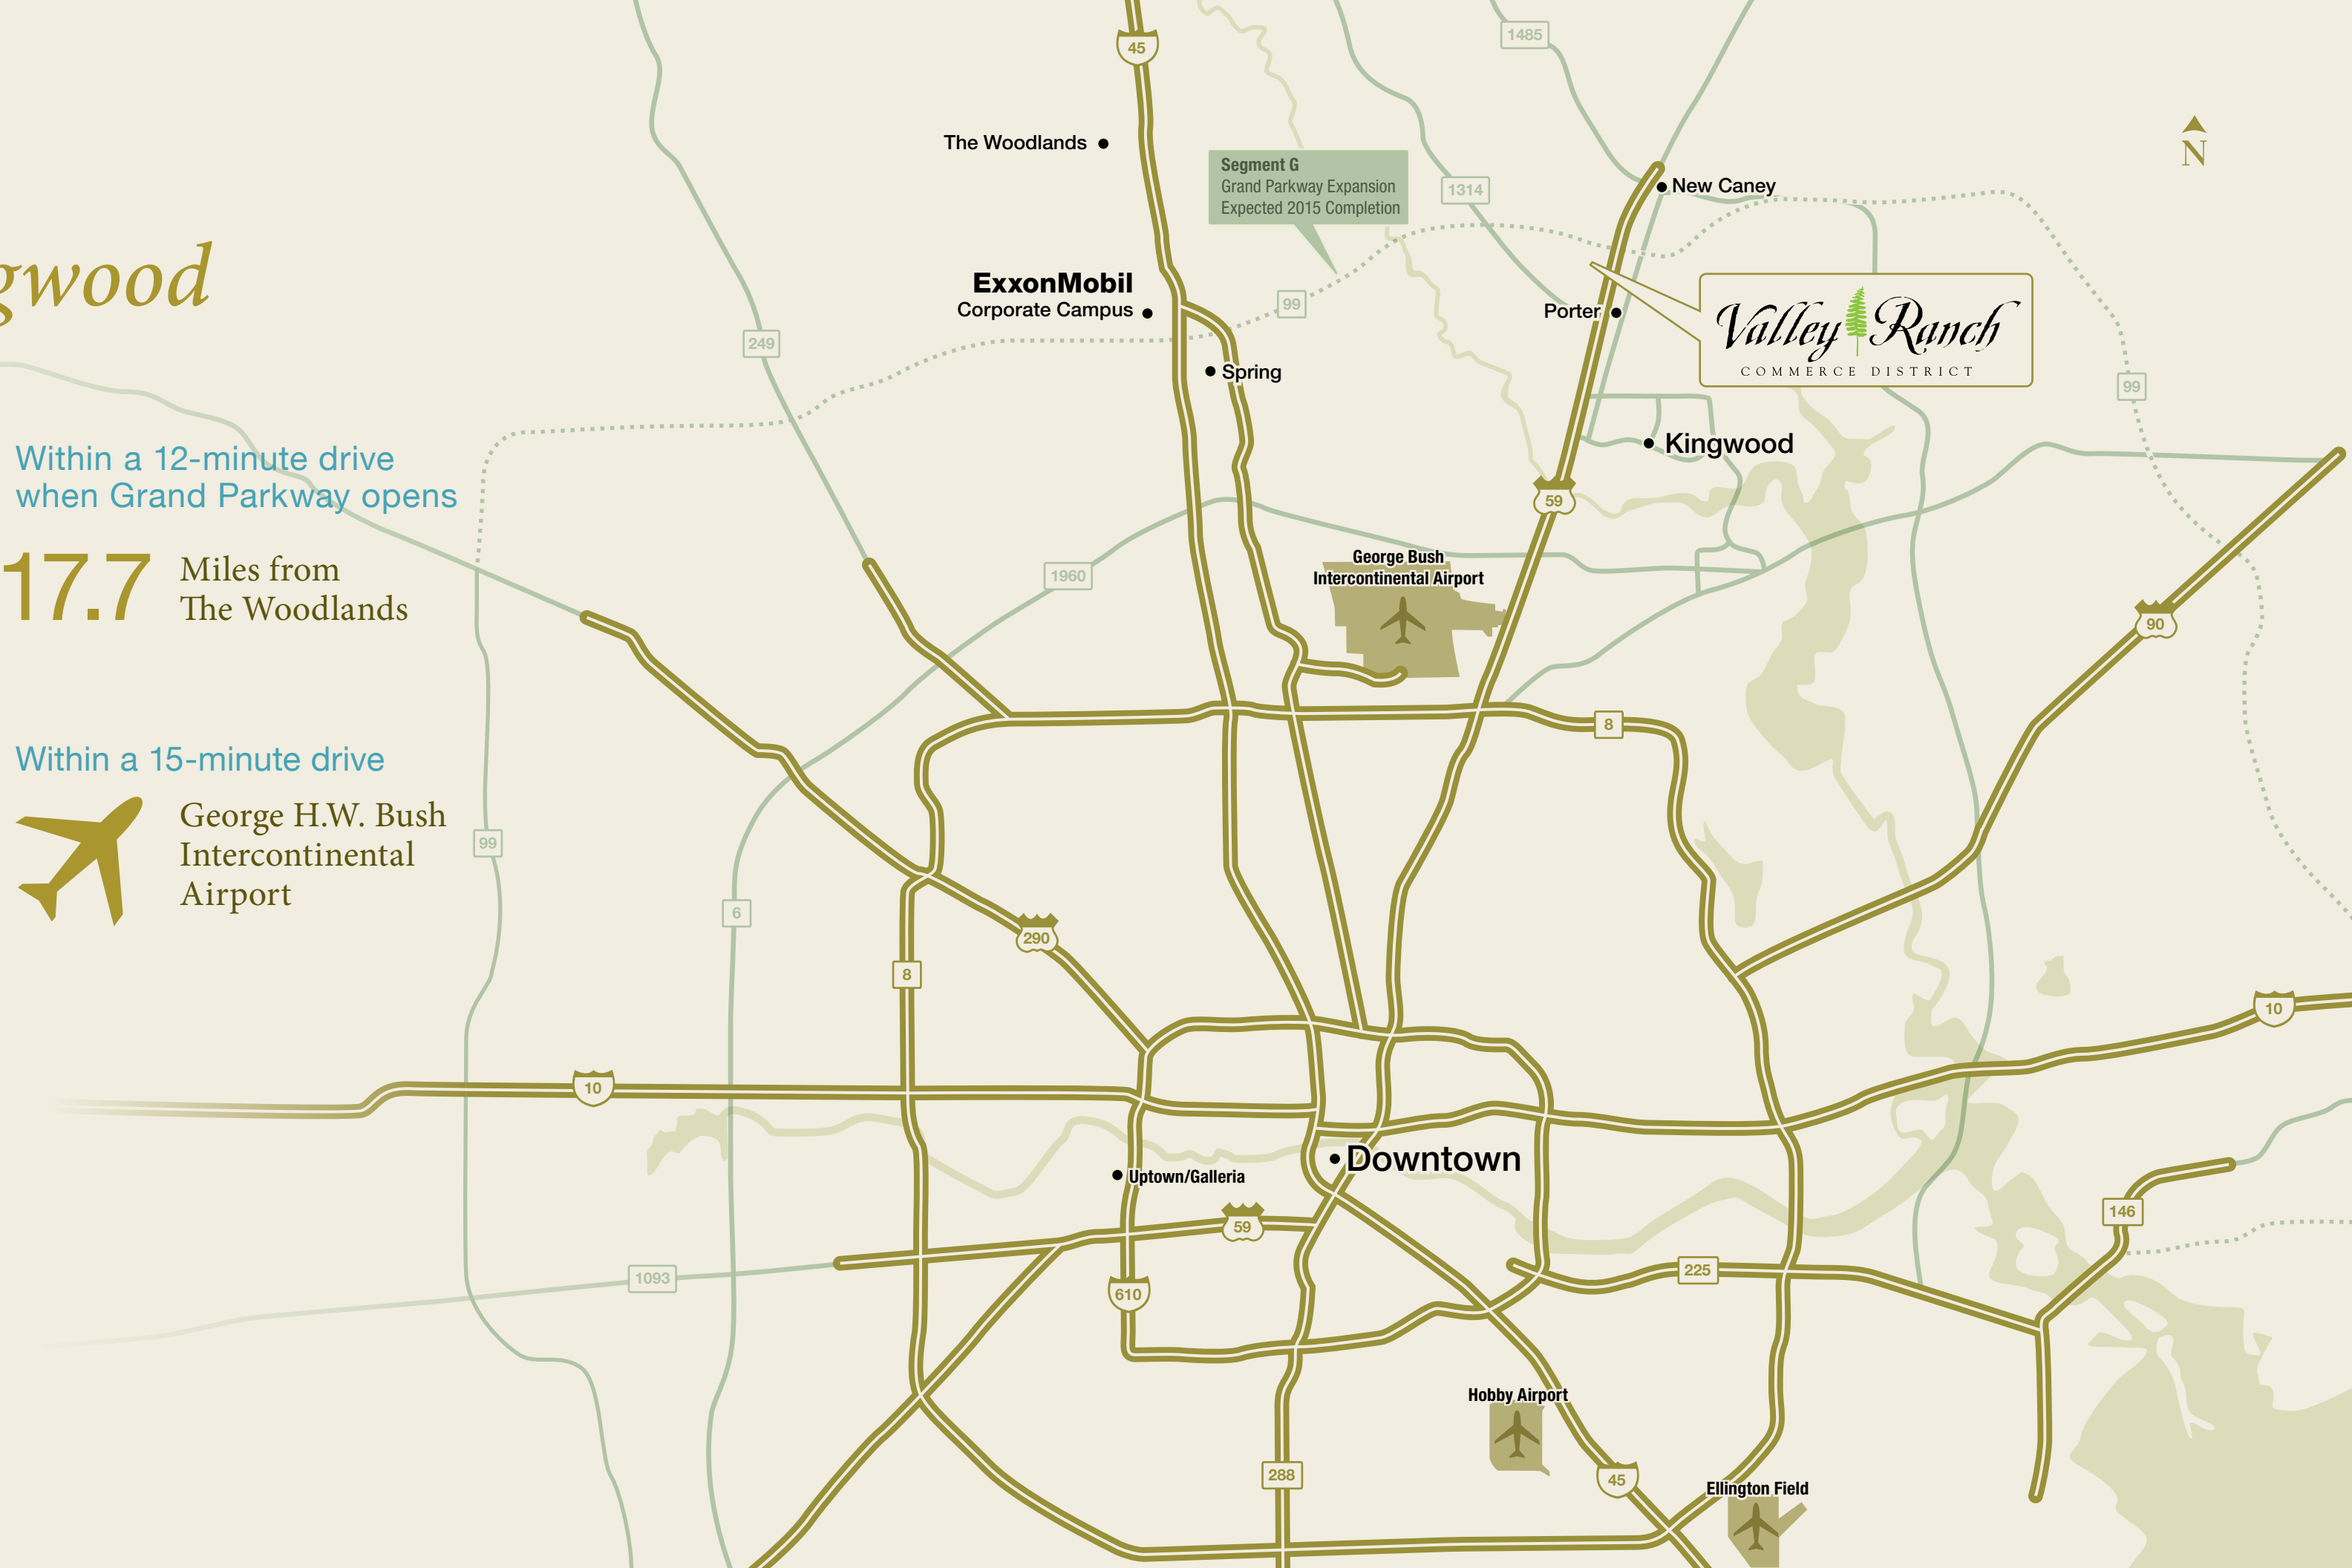 gwood
Within a 12-minute drive
when Grand Parkway opens
17.7
Miles from
The Woodlands
Within a 15-minute drive
George H.W. Bush
Intercontinental
Airport
45
1485
The Woodlands
Segment G
Grand Parkway Expansion
Expected 2015 Completion
1314
New Caney
N
ExxonMobil
Corporate Campus
99
Porter
Valley Ranch
COMMERCE DISTRICT
249
Spring
99
Kingwood
59
1960
George Bush
Intercontinental Airport
90
8
99
6
290
8
10
10
Downtown
Uptown/Galleria
59
146
1093
610
225
Hobby Airport
288
45
Ellington Field